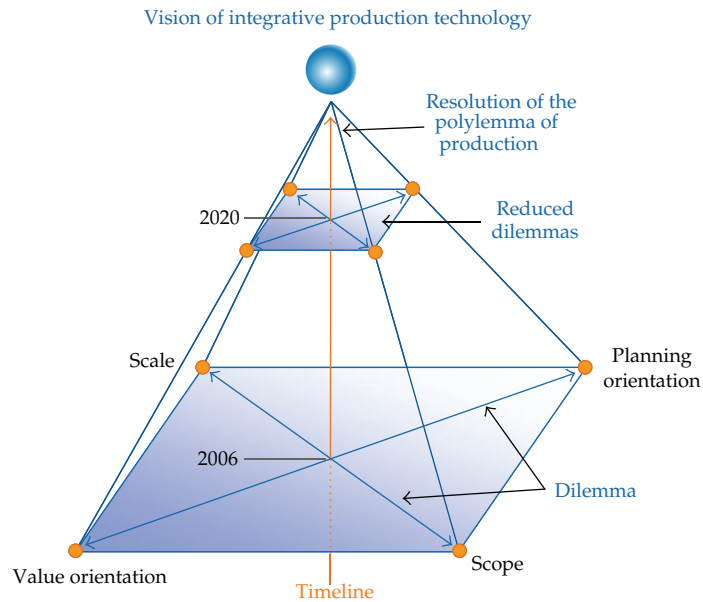 Vision of integrative production technology
Resolution of the
polylemma of
production
2020
Reduced
dilemmas
Scale
Planning
orientation
2006
Dilemma
Value orientation
Scope
Timeline